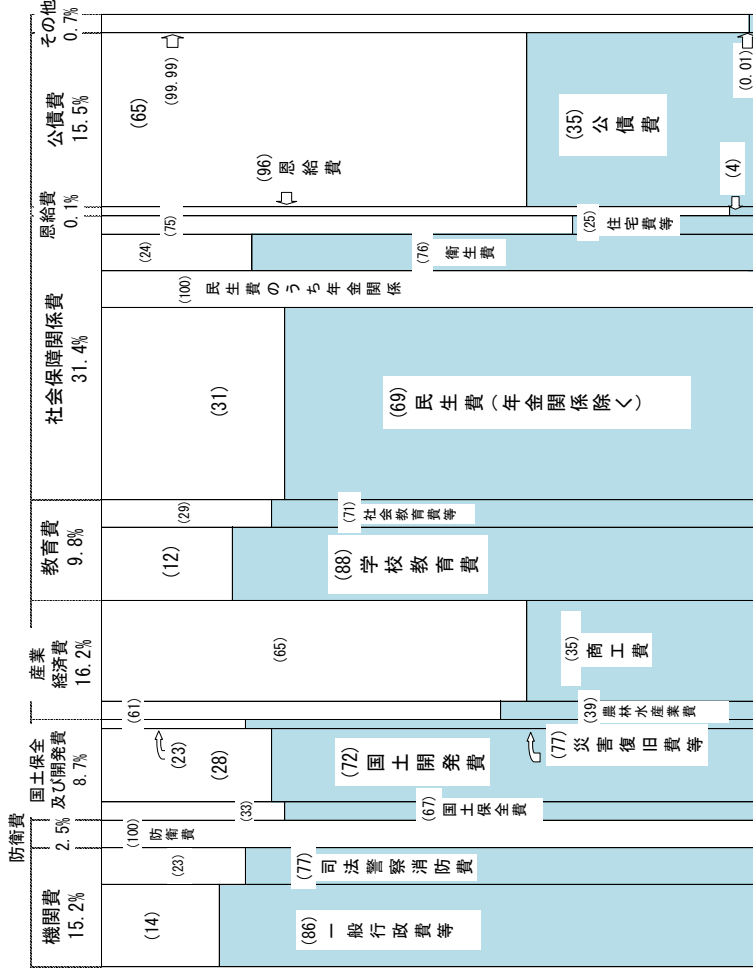 防衛費
機関費
15.2%
2.5%
国土保全
及び開発費
8.7%
産業
経済費
16.2%
教育費
9.8%
社会保障関係費
31.4%
恩給費
0.1%
公債費
15.5%
その他
0.7%
(14)
(86) 一般行政費等
(23)
(77) 司法警察消防費
(100) 防衛費
(33)
(67) 国土保全費
(28)
(72) 国土開発費
(23)
(77) 災害復旧費等
(61)
(39) 農林水産業費
(65)
(35) 商工費
(12)
(88) 学校教育費
(29)
(71) 社会教育費等
(31)
(69) 民生費(年金関係除く)
(100) 民生費のうち年金関係
(24)
(76) 衛生費
(75)
(25) 住宅費等
(96) 恩給費
(4)
(65)
(35) 公債費
(99.99)
(0.01)